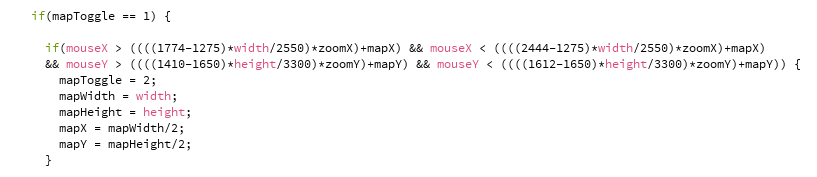 if(mapToggle == 1) {
if(mouseX > ((((1774-1275)*width/2550)*zoomX)+mapX) && mouseX < ((((2444-1275)*width/2550)*zoomX)+mapX)
&& mouseY > ((((1410-1650)*height/3300)*zoomY)+mapY) && mouseY < ((((1612-1650)*height/3300)*zoomY)+mapY)) {
mapToggle = 2;
mapWidth = width;
mapHeight = height;
mapX = mapWidth/2;
mapY = mapHeight/2;
}